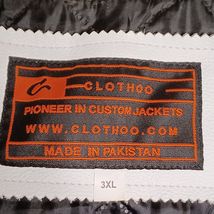 CLOTHOO
PIONEER IN CUSTOM JACKETS
WWW.CLOTHOO.COM
MADE IN PAKISTAN
3XL